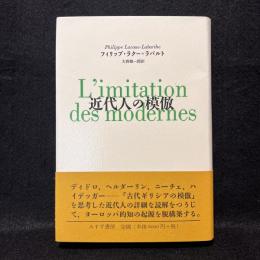 Philippe Lacoue-Labarthe
フィリップ・ラクー=ラバルト
大西雅一郎訳
L'imitation
近代人の模倣
des modernes
ディドロ、ヘルダーリン、ニーチェ、ハ
イデッガー──「古代ギリシアの模倣」
を思考した近代人の詳細な読解をつうじ
て、ヨーロッパ的知の起源を脱構築する。
みすず書房